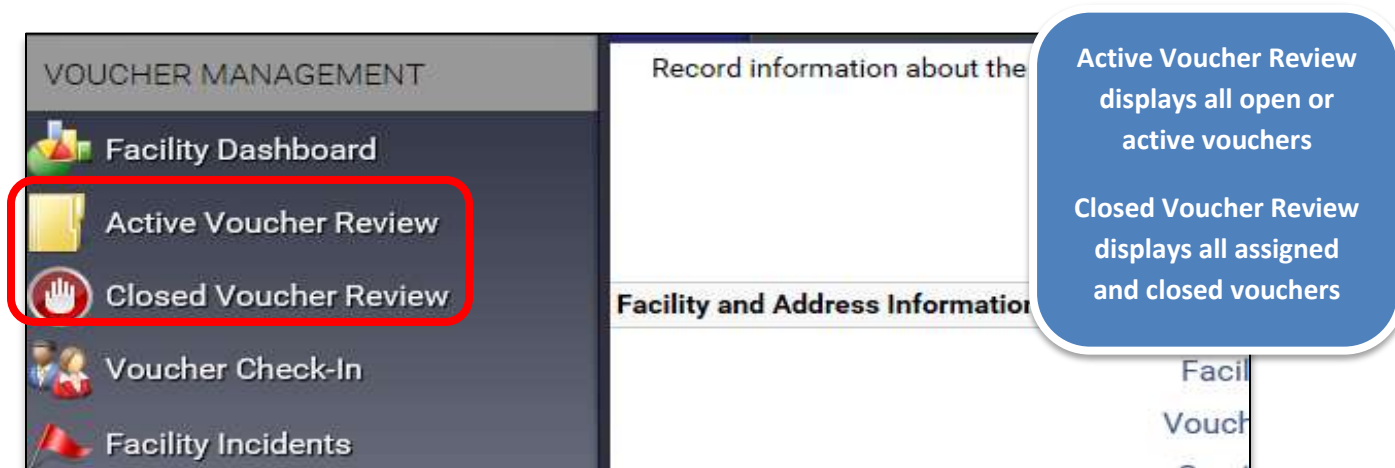 VOUCHER MANAGEMENT
Facility Dashboard
Active Voucher Review
Closed Voucher Review
Voucher Check-In
Facility Incidents
Record information about the
Facility and Address Information
Facil
Vouch
Active Voucher Review
displays all open or
active vouchers
Closed Voucher Review
displays all assigned
and closed vouchers